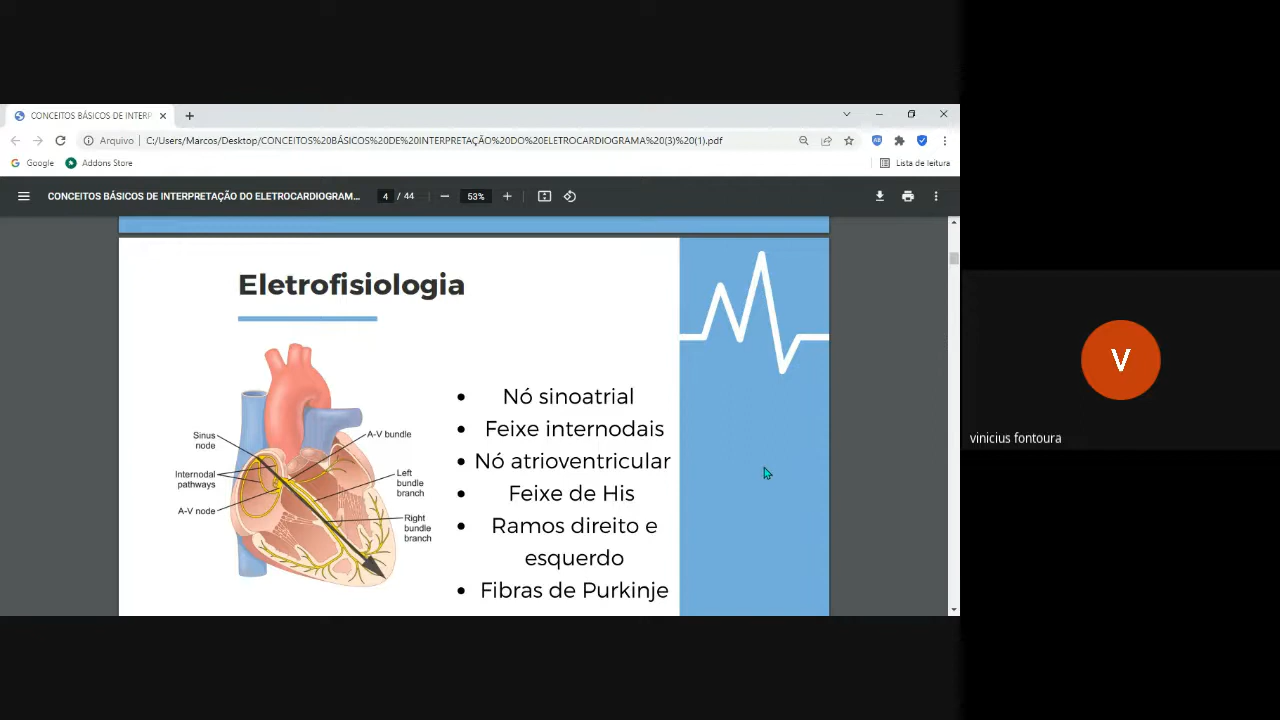 CONCEITOS BÁSICOS DE INTERP
Arquivo
C:/Users/Marcos/Desktop/CONCEITOS%20BÁSICOS%20DE%20INTERPRETAÇÃO%20DO%20ELETROCARDIOGRAMA%20(3)%20(1).pdf
Google
Addons Store
Lista de leitura
CONCEITOS BÁSICOS DE INTERPRETAÇÃO DO ELETROCARDIOGRAM...
4 / 44
53%
Eletrofisiologia
Sinus
node
Internodal
pathways
A-V node
A-V bundle
Left
bundle
branch
Right
bundle
branch
• Nó sinoatrial
• Feixe internodais
• Nó atrioventricular
• Feixe de His
• Ramos direito e
esquerdo
• Fibras de Purkinje
V
vinicius fontoura